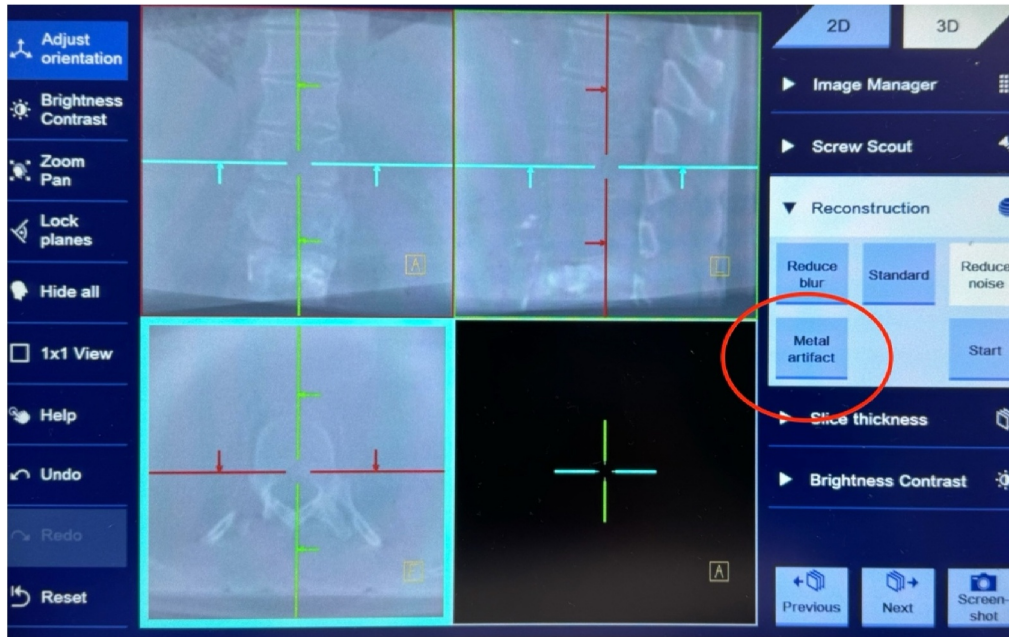 Adjust
orientation
Brightness
Contrast
Zoom
Pan
Lock
planes
Hide all
1x1 View
Help
Undo
Redo
Reset
A
A
2D
3D
Image Manager
Screw Scout
Reconstruction
Reduce
blur
Standard
Reduce
noise
Metal
artifact
Start
Slice thickness
Brightness Contrast
Previous
Next
Screen-
shot